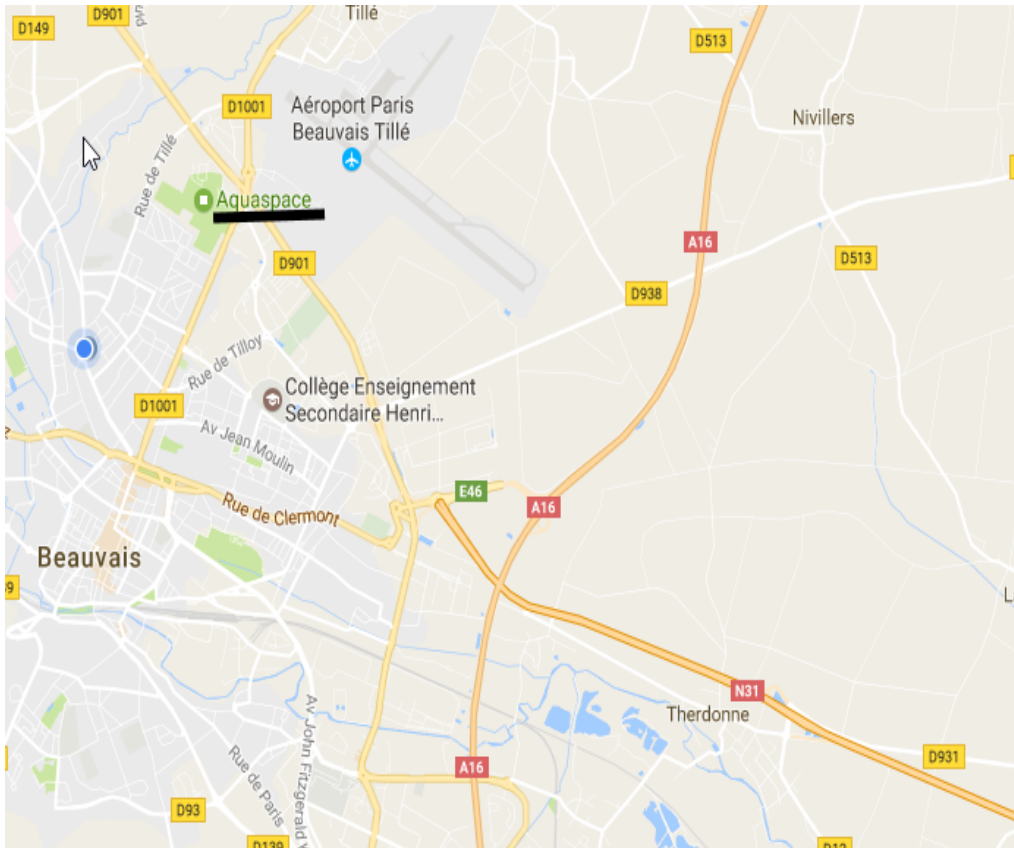 D901
Tillé
D149
D513
D1001
Aéroport Paris
Beauvais Tillé
Nivillers
Rue de Tillé
Aquaspace
A16
D513
D901
D938
Rue de Tilloy
Collège Enseignement
Secondaire Henri...
D1001
Av Jean Moulin
E46
A16
Rue de Clermont
Beauvais
N31
Therdonne
Av John Fitzgerald
D931
A16
Rue de Paris
D93
D139